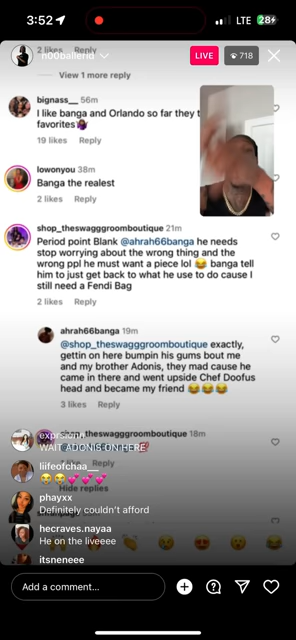 3:52
LTE 28
2 likes Reply
n00ballerid
LIVE
718
View 1 more reply
bignass__ 56m
I like banga and Orlando so far they
favorites
19 likes Reply
lowonyou 38m
Banga the realest
2 likes Reply
shop_theswagggroomboutique 21m
Period point Blank @ahrah66banga he needs
stop worrying about the wrong thing and the
wrong ppl he must want a piece lol 😂 banga tell
him to just get back to what he use to do cause I
still need a Fendi Bag
2 likes Reply
ahrah66banga 19m
@shop_theswagggroomboutique exactly,
gettin on here bumpin his gums bout me
and my brother Adonis, they mad cause he
came in there and went upside Chef Doofus
head and became my friend 😂😂😂
3 likes Reply
shop_theswagggroomboutique 18m
WAIT ADONIS ON HERE
Reply
liifeofchaa__
😭😭💞💞💞
Hide replies
phayxx
Definitely couldn't afford
hecraves.nayaa
He on the liveeee
itsneneee
Add a comment...